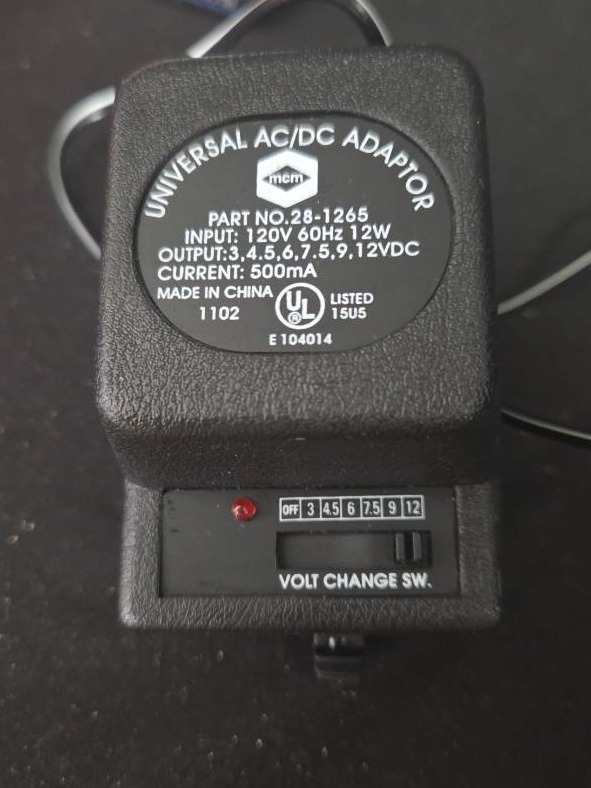 UNIVERSAL AC/DC ADAPTOR
mcm
PART NO.28-1265
INPUT: 120V 60Hz 12W
OUTPUT:3,4.5,6,7.5,9,12VDC
CURRENT: 500mA
MADE IN CHINA
1102
UL
®
LISTED
15U5
E 104014
OFF 3 4.5 6 7.5 9 12
VOLT CHANGE SW.